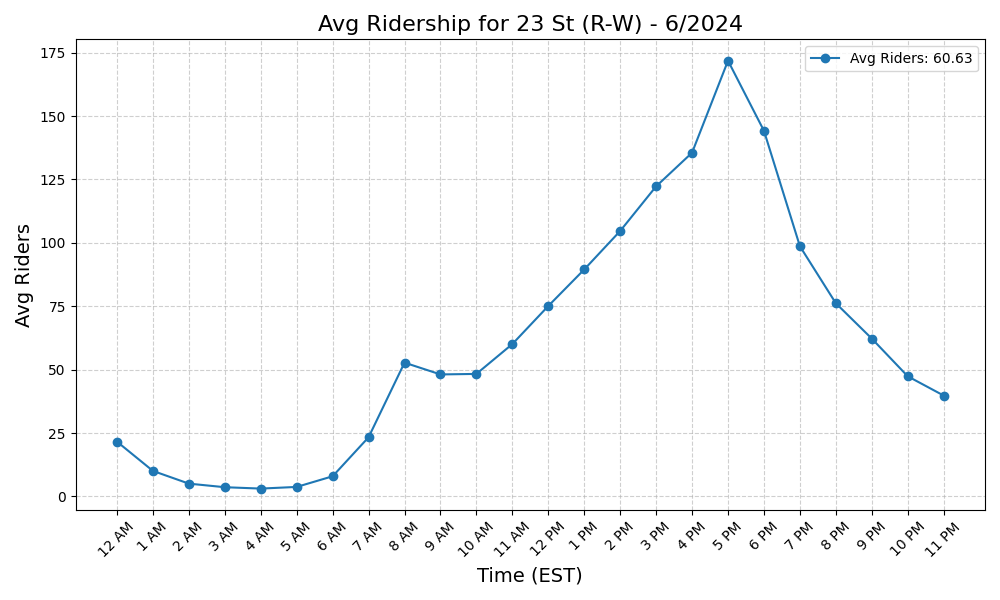 Avg Ridership for 23 St (R-W) - 6/2024
Avg Riders: 60.63
Avg Riders
175
150
125
100
75
50
25
0
12 AM
1 AM
2 AM
3 AM
4 AM
5 AM
6 AM
7 AM
8 AM
9 AM
10 AM
11 AM
12 PM
1 PM
2 PM
3 PM
4 PM
5 PM
6 PM
7 PM
8 PM
9 PM
10 PM
11 PM
Time (EST)